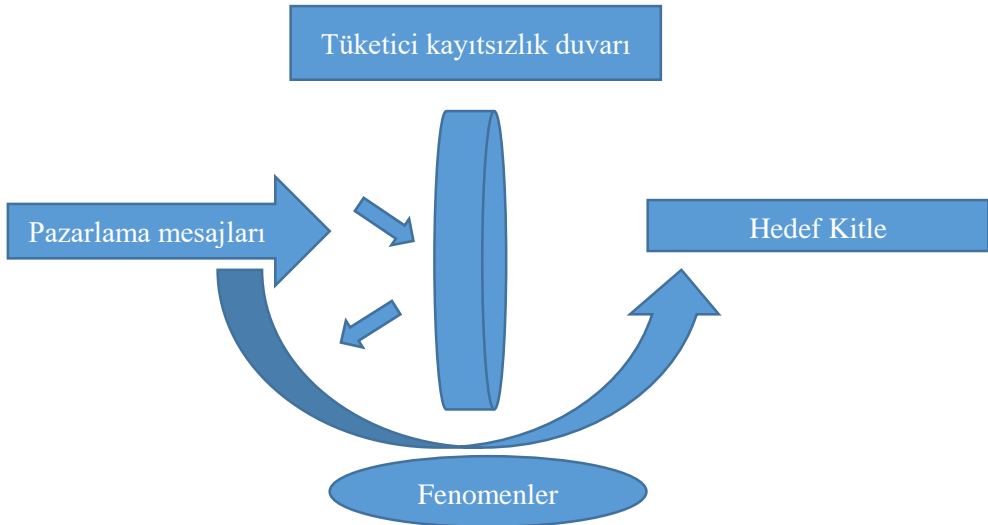 Tüketici kayıtsızlık duvarı
Pazarlama mesajları
Hedef Kitle
Fenomenler